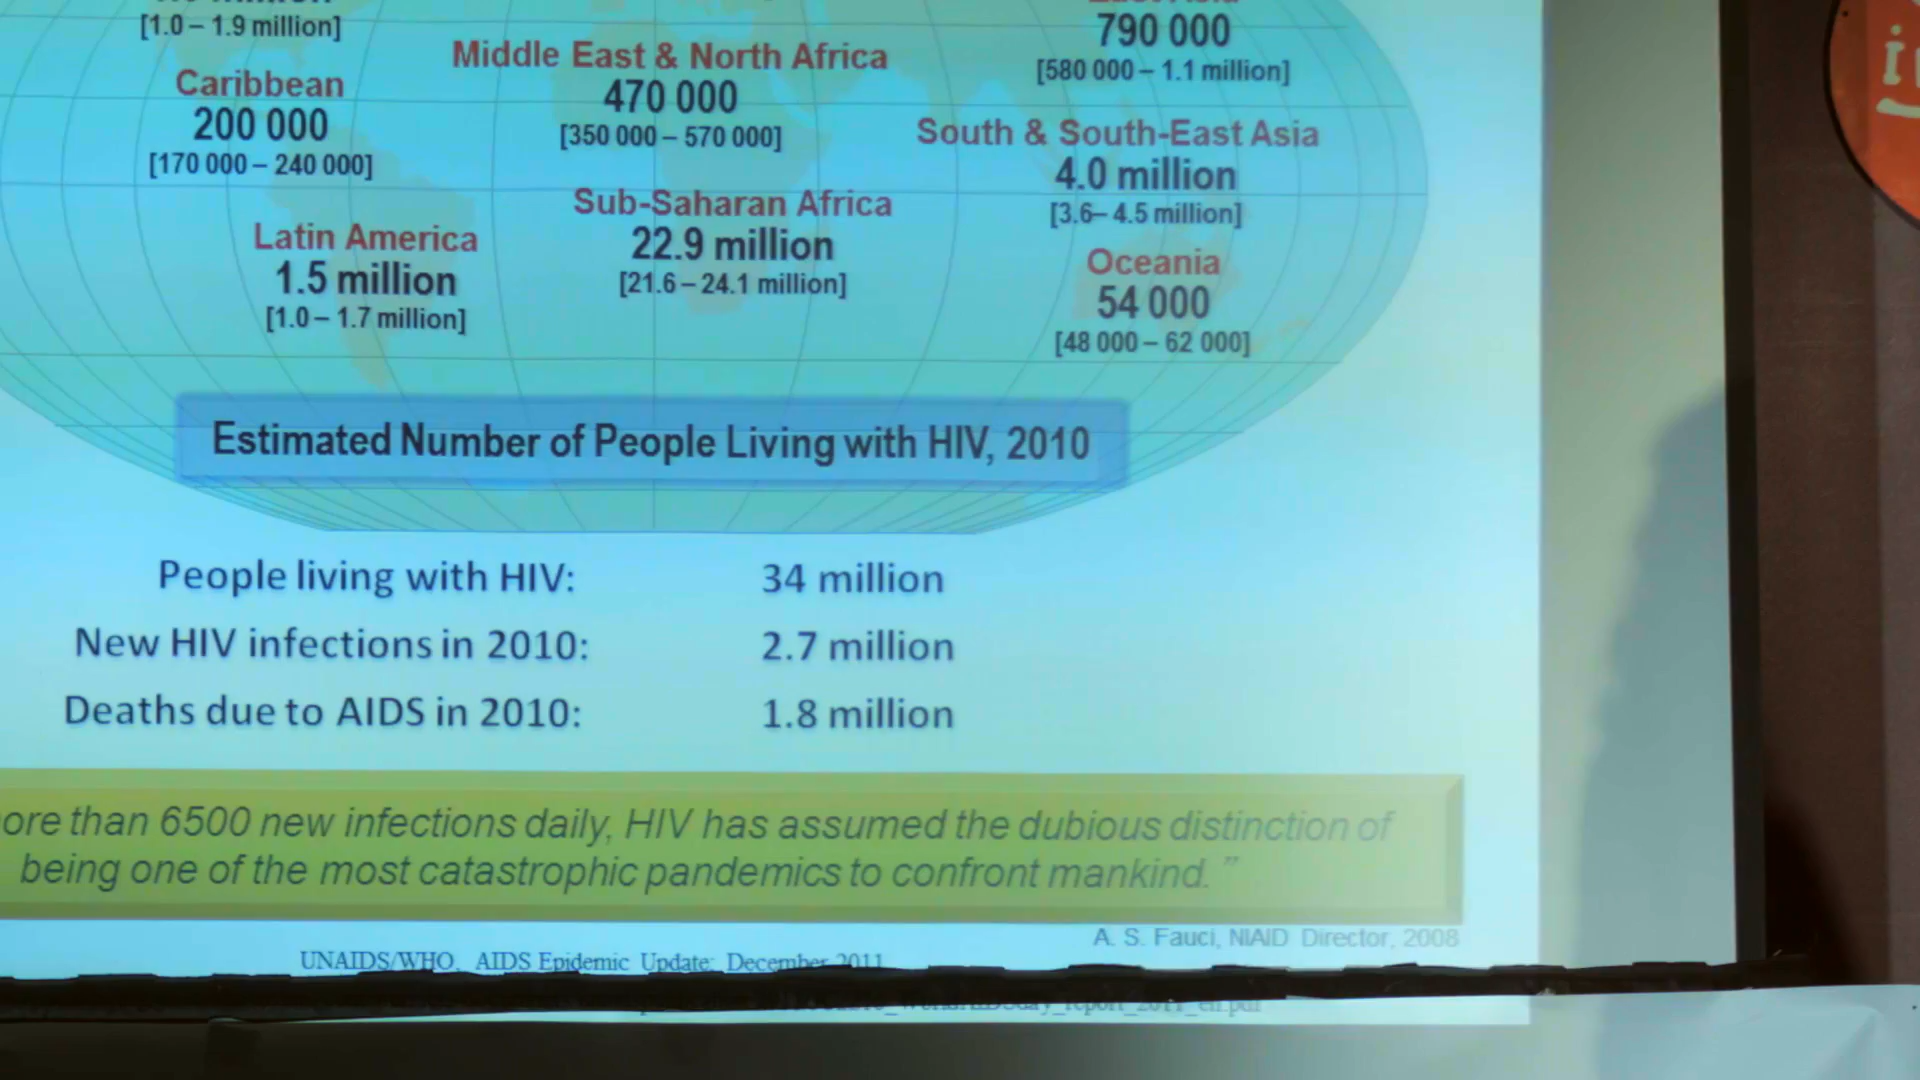 [1.0 – 1.9 million]
Caribbean
200 000
[170 000 – 240 000]
Latin America
1.5 million
[1.0 – 1.7 million]
Middle East & North Africa
470 000
[350 000 – 570 000]
Sub-Saharan Africa
22.9 million
[21.6 – 24.1 million]
790 000
[580 000 – 1.1 million]
South & South-East Asia
4.0 million
[3.6– 4.5 million]
Oceania
54 000
[48 000 – 62 000]
Estimated Number of People Living with HIV, 2010
People living with HIV: 34 million
New HIV infections in 2010: 2.7 million
Deaths due to AIDS in 2010: 1.8 million
than 6500 new infections daily, HIV has assumed the dubious distinction of
being one of the most catastrophic pandemics to confront mankind.”
A. S. Fauci, NIAID Director, 2008
UNAIDS/WHO. AIDS Epidemic Update: December 2011